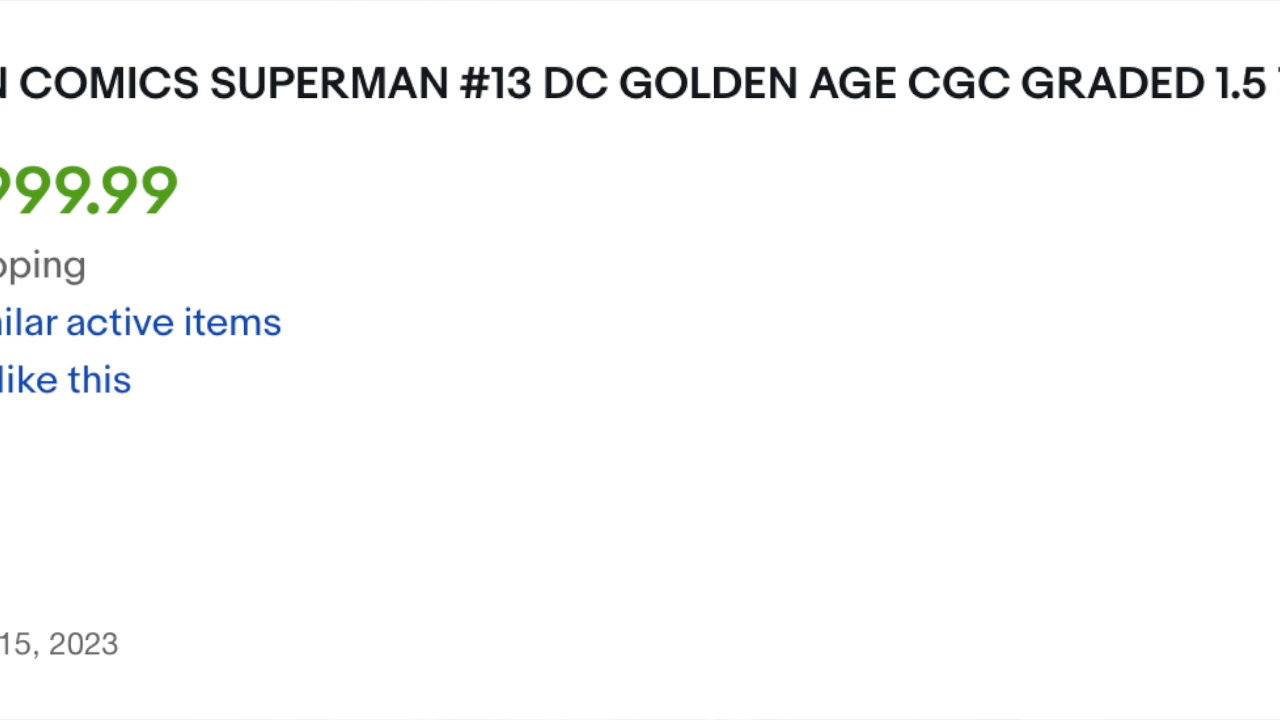 COMICS SUPERMAN #13 DC GOLDEN AGE CGC GRADED 1.5
999.99
pping
ilar active items
like this
15, 2023